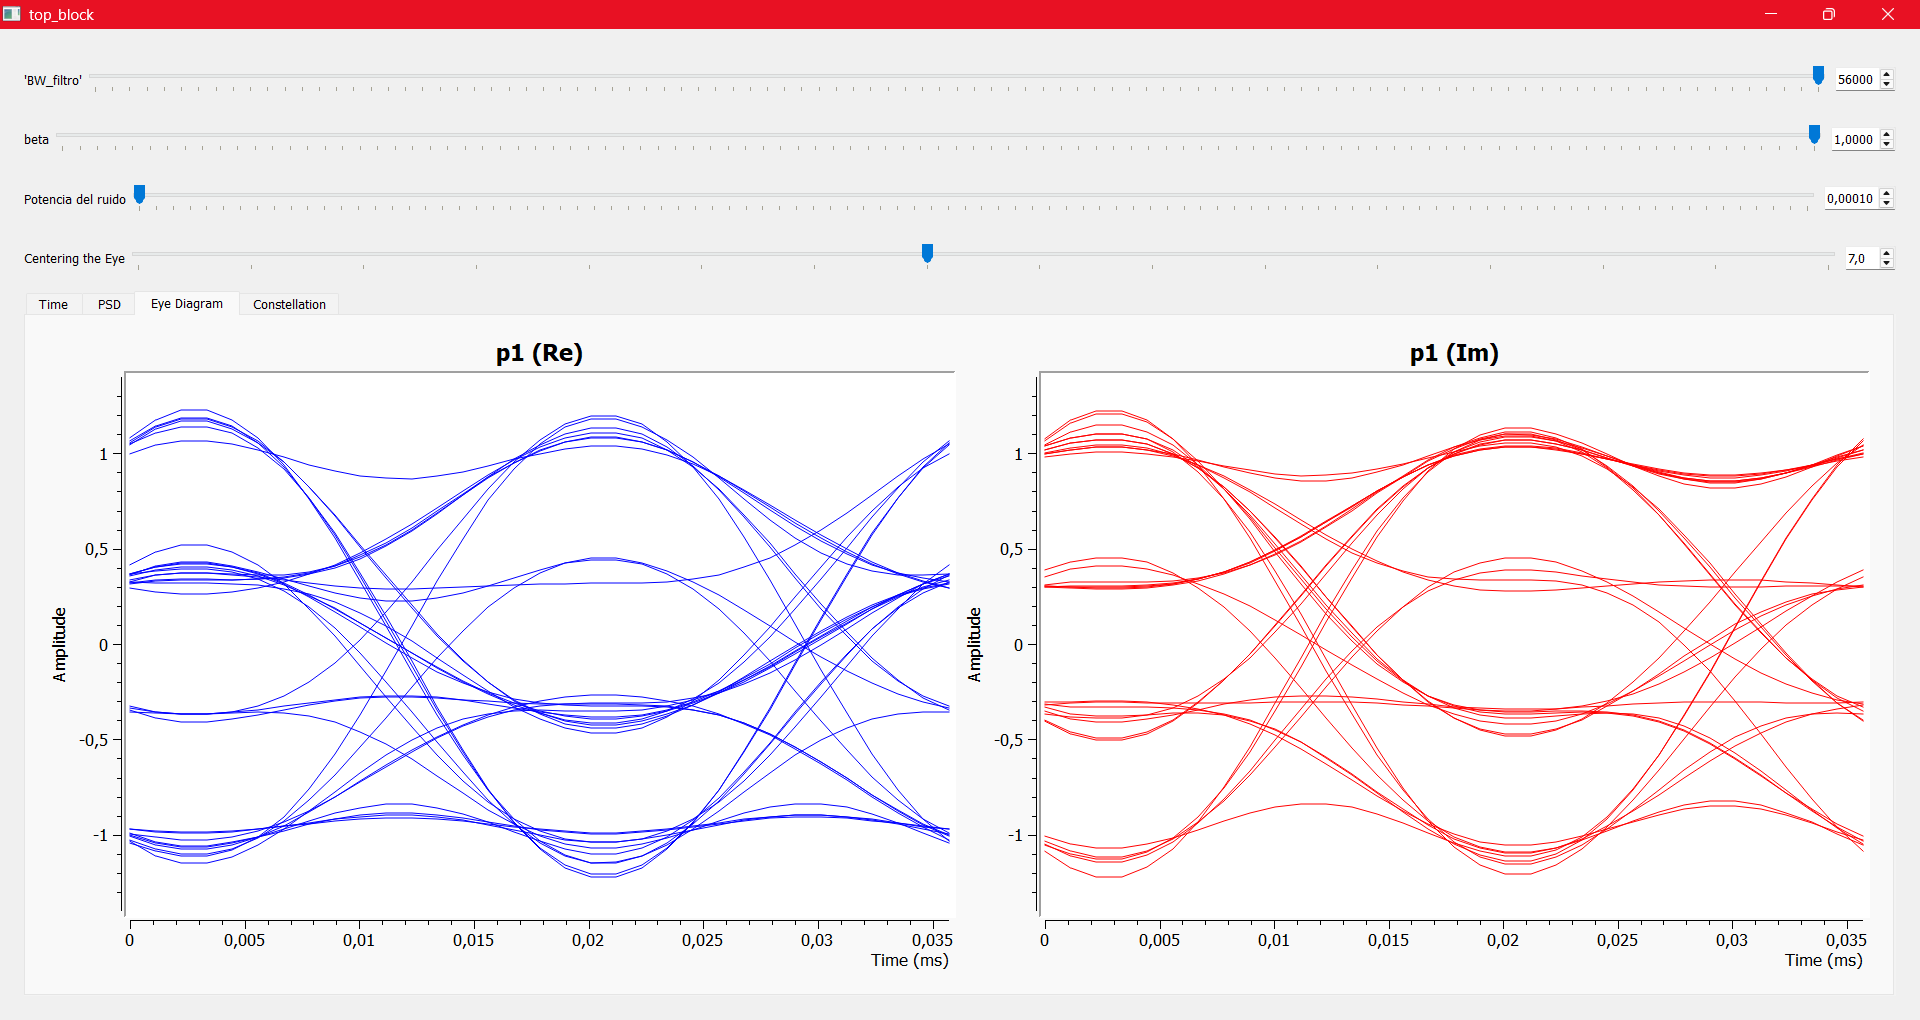 top_block
'BW_filtro' 56000
beta 1,0000
Potencia del ruido 0,00010
Centering the Eye 7,0
Time PSD Eye Diagram Constellation
p1 (Re)
1
0,5
0
-0,5
-1
Amplitude
0 0,005 0,01 0,015 0,02 0,025 0,03 0,035
Time (ms)
p1 (Im)
1
0,5
0
-0,5
-1
Amplitude
0 0,005 0,01 0,015 0,02 0,025 0,03 0,035
Time (ms)